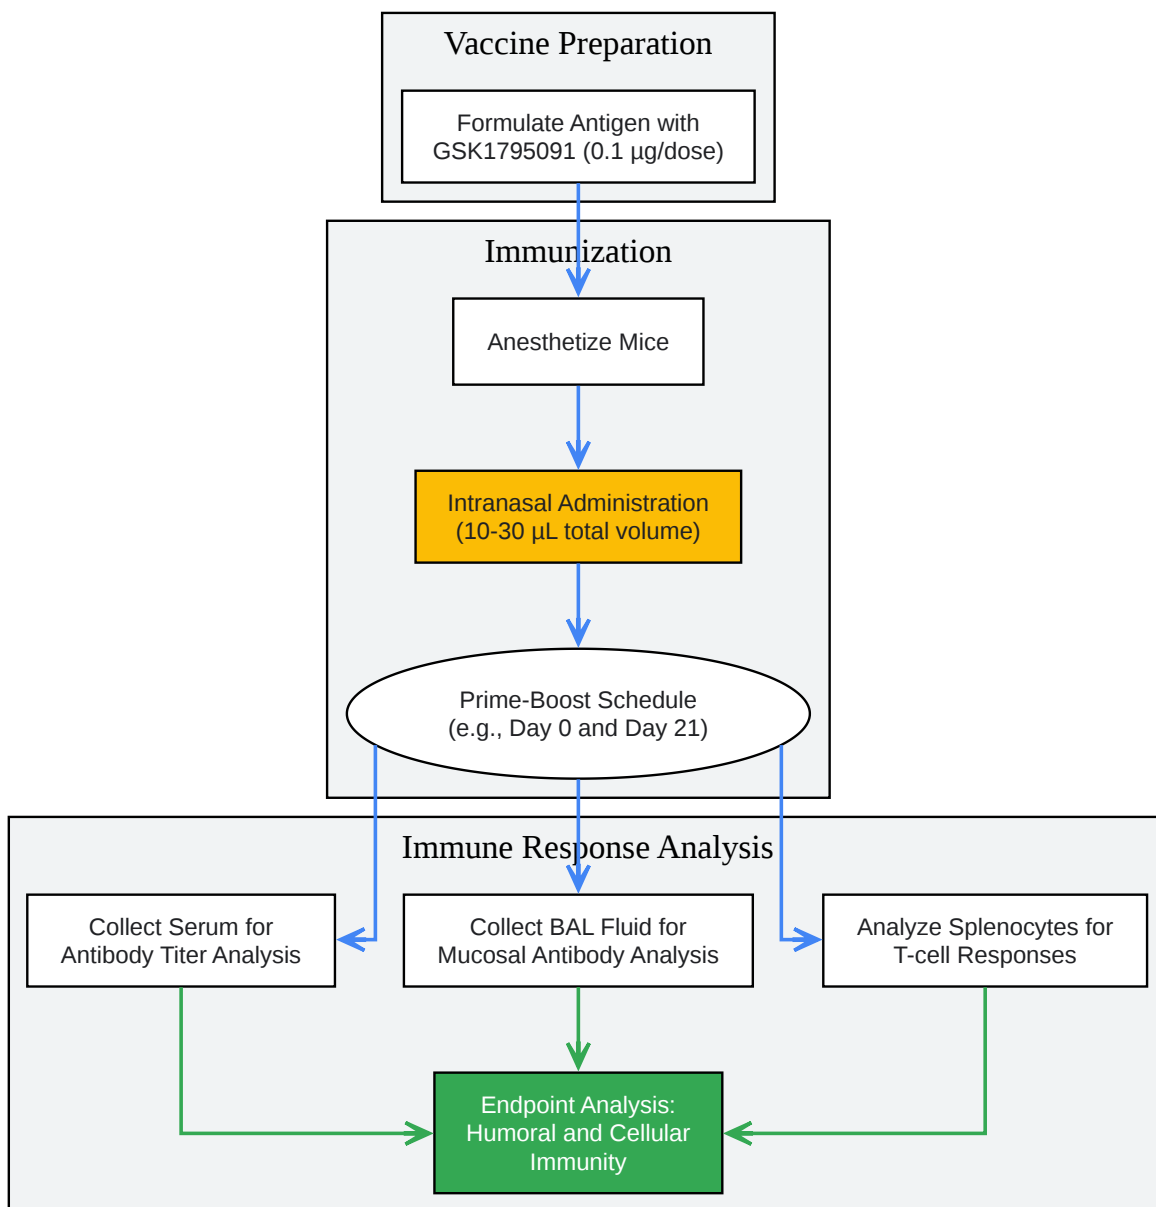 Vaccine Preparation
Formulate Antigen with
GSK1795091 (0.1 µg/dose)
Immunization
Anesthetize Mice
Intranasal Administration
(10-30 µL total volume)
Prime-Boost Schedule
(e.g., Day 0 and Day 21)
Immune Response Analysis
Collect Serum for
Antibody Titer Analysis
Collect BAL Fluid for
Mucosal Antibody Analysis
Analyze Splenocytes for
T-cell Responses
Endpoint Analysis:
Humoral and Cellular
Immunity